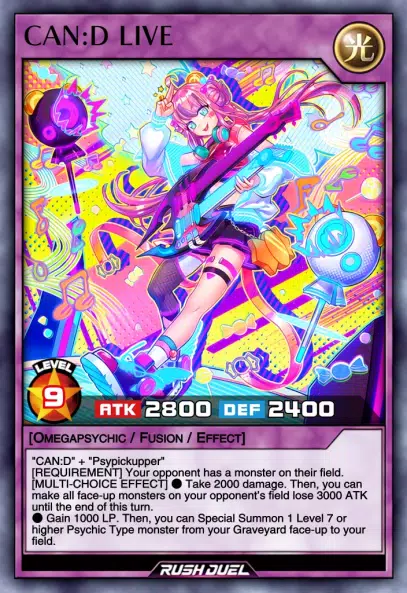 CAN:D LIVE
光
LEVEL
9
ATK 2800 DEF 2400
[OMEGAPSYCHIC / FUSION / EFFECT]
"CAN:D" + "Psypickupper"
[REQUIREMENT] Your opponent has a monster on their field.
[MULTI-CHOICE EFFECT] ● Take 2000 damage. Then, you can
make all face-up monsters on your opponent's field lose 3000 ATK
until the end of this turn.
● Gain 1000 LP. Then, you can Special Summon 1 Level 7 or
higher Psychic Type monster from your Graveyard face-up to your
field.
RUSH DUEL